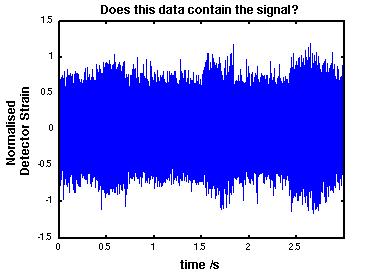 Does this data contain the signal?
1.5
1
0.5
0
-0.5
-1
-1.5
Normalised
Detector Strain
0 0.5 1 1.5 2 2.5
time /s